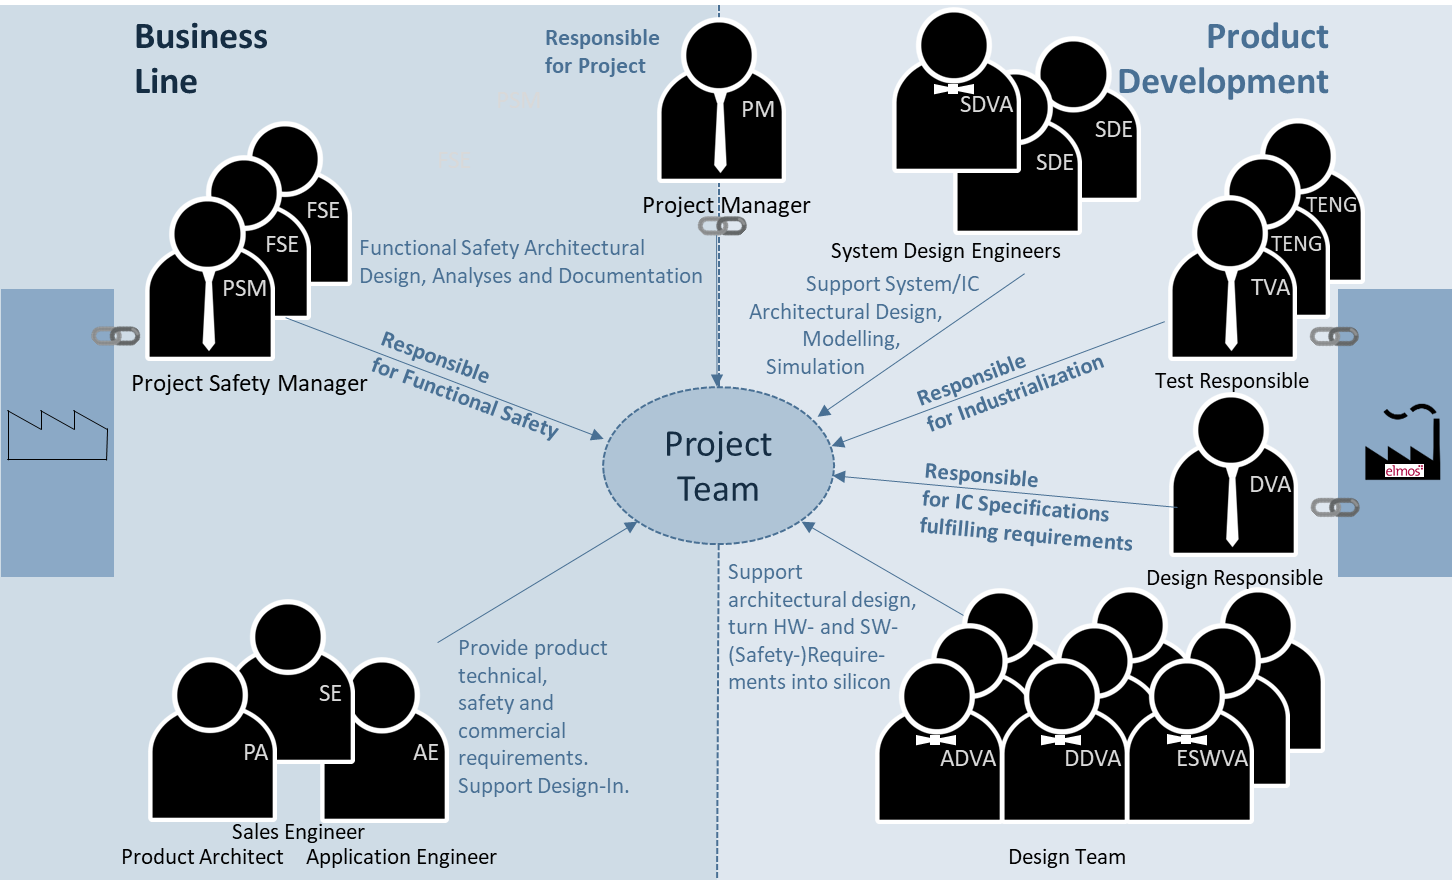 Business
Line
Responsible
for Project
PM
Project Manager
Product
Development
SDVA
SDE
SDE
System Design Engineers
FSE
FSE
PSM
Project Safety Manager
Functional Safety Architectural
Design, Analyses and Documentation
Responsible
for Functional Safety
Support System/IC
Architectural Design,
Modelling,
Simulation
TENG
TENG
TVA
Test Responsible
Responsible
for Industrialization
Project
Team
elmos
DVA
Design Responsible
Responsible
for IC Specifications
fulfilling requirements
Support
architectural design,
turn HW- and SW-
(Safety-)Require-
ments into silicon
Provide product
technical,
safety and
commercial
requirements.
Support Design-In.
SE
PA
AE
Sales Engineer
Product Architect
Application Engineer
ADVA
DDVA
ESWVA
Design Team